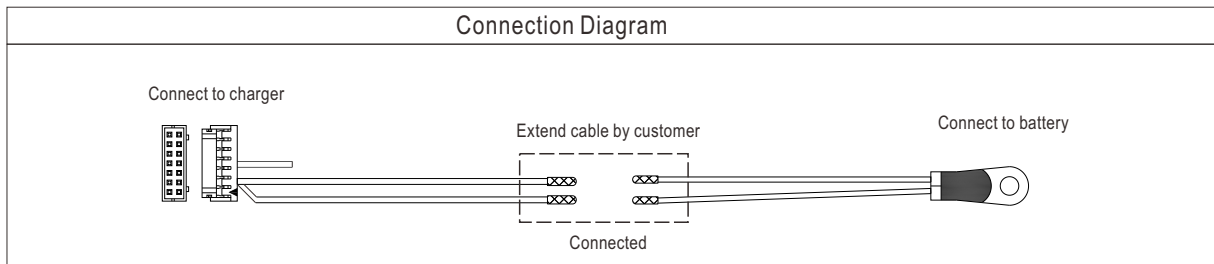 Connection Diagram
Connect to charger
Extend cable by customer
Connect to battery
Connected